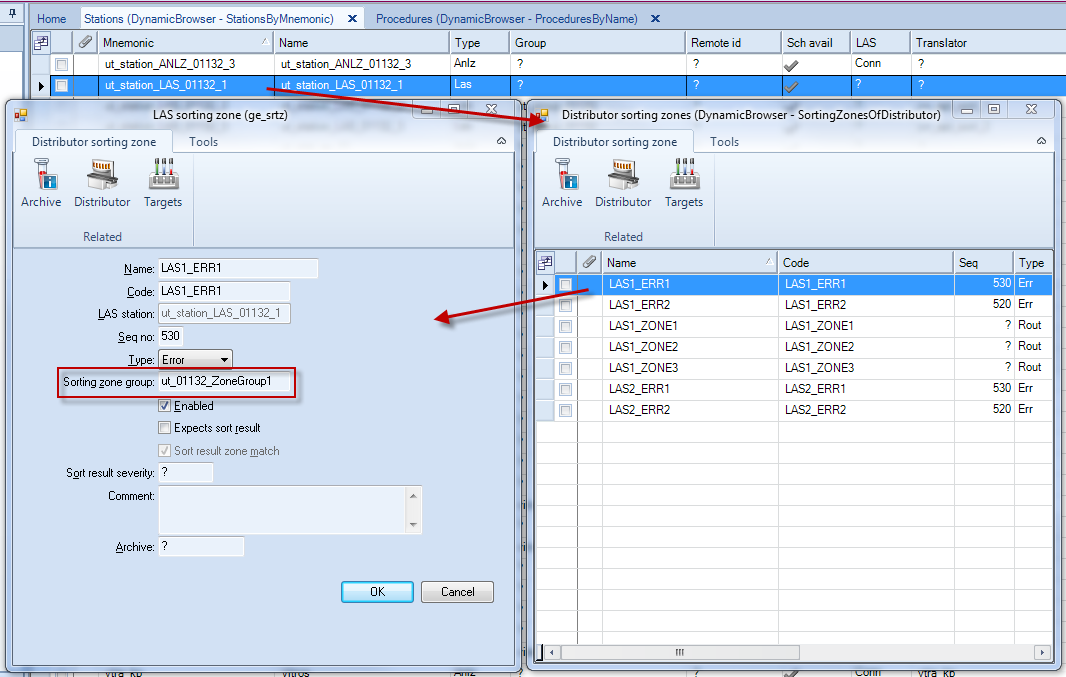 Home Stations (DynamicBrowser - StationsByMnemonic) Procedures (DynamicBrowser - ProceduresByName)
Mnemonic Name Type Group Remote id Sch avail LAS Translator
ut_station_ANLZ_01132_3 ut_station_ANLZ_01132_3 Anlz ? ? Conn ?
ut_station_LAS_01132_1 ut_station_LAS_01132_1 Las ? ? ? ?
LAS sorting zone (ge_srtz)
Distributor sorting zone Tools
Archive Distributor Targets
Related
Name: LAS1_ERR1
Code: LAS1_ERR1
LAS station: ut_station_LAS_01132_1
Seq no: 530
Type: Error
Sorting zone group: ut_01132_ZoneGroup1
Enabled
Expects sort result
Sort result zone match
Sort result severity: ?
Comment:
Archive: ?
OK Cancel
Distributor sorting zones (DynamicBrowser - SortingZonesOfDistributor)
Distributor sorting zone Tools
Archive Distributor Targets
Related
Name Code Seq Type
LAS1_ERR1 LAS1_ERR1 530 Err
LAS1_ERR2 LAS1_ERR2 520 Err
LAS1_ZONE1 LAS1_ZONE1 ? Rout
LAS1_ZONE2 LAS1_ZONE2 ? Rout
LAS1_ZONE3 LAS1_ZONE3 ? Rout
LAS2_ERR1 LAS2_ERR1 530 Err
LAS2_ERR2 LAS2_ERR2 520 Err
vtra_kp vitros Anlz ? ? Conn vtra_kp